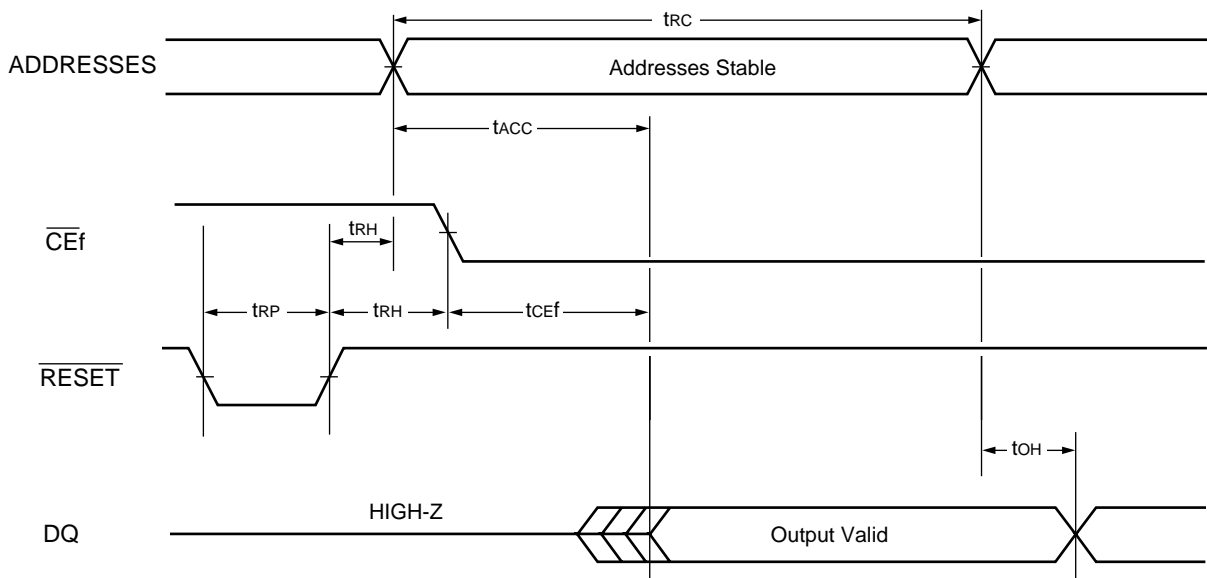 tRC
ADDRESSES
Addresses Stable
tACC
CEf
tRH
tRP
tRH
tCEf
RESET
tOH
HIGH-Z
DQ
Output Valid